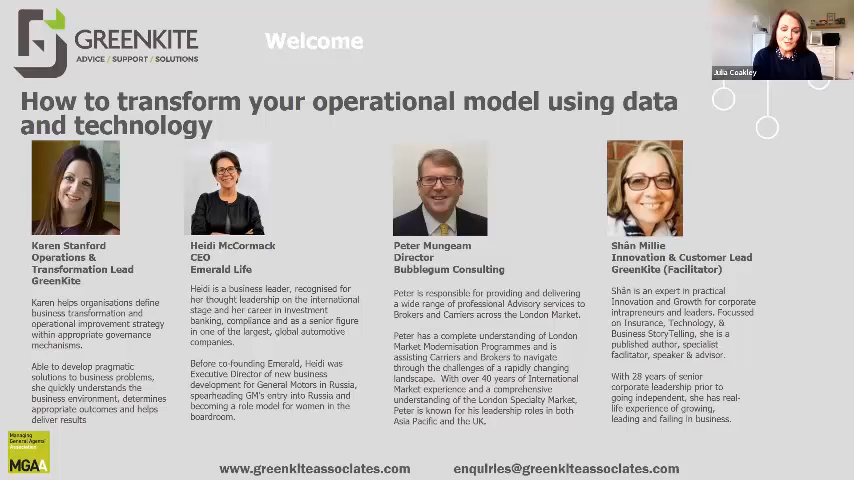 GREENKITE
ADVICE / SUPPORT / SOLUTIONS
Welcome
Julia Coakley
How to transform your operational model using data
and technology
Karen Stanford
Operations &
Transformation Lead
GreenKite
Karen helps organisations define
business transformation and
operational improvement strategy
within appropriate governance
mechanisms.
Able to develop pragmatic
solutions to business problems,
she quickly understands the
business environment, determines
appropriate outcomes and helps
deliver results
Heidi McCormack
CEO
Emerald Life
Heidi is a business leader, recognised for
her thought leadership on the international
stage and her career in investment
banking, compliance and as a senior figure
in one of the largest, global automotive
companies.
Before co-founding Emerald, Heidi was
Executive Director of new business
development for General Motors in Russia,
spearheading GM's entry into Russia and
becoming a role model for women in the
boardroom.
Peter Mungeam
Director
Bubblegum Consulting
Peter is responsible for providing and delivering
a wide range of professional Advisory services to
Brokers and Carriers across the London Market.
Peter has a complete understanding of London
Market Modernisation Programmes and is
assisting Carriers and Brokers to navigate
through the challenges of a rapidly changing
landscape. With over 40 years of International
Market experience and a comprehensive
understanding of the London Specialty Market,
Peter is known for his leadership roles in both
Asia Pacific and the UK.
Shân Millie
Innovation & Customer Lead
GreenKite (Facilitator)
Shân is an expert in practical
Innovation and Growth for corporate
intrapreneurs and leaders. Focussed
on Insurance, Technology, &
Business StoryTelling, she is a
published author, specialist
facilitator, speaker & advisor.
With 28 years of senior
corporate leadership prior to
going independent, she has real-
life experience of growing,
leading and failing in business.
Managing
General Agents'
Association
MGAA
www.greenkiteassociates.com
enquiries@greenkiteassociates.com